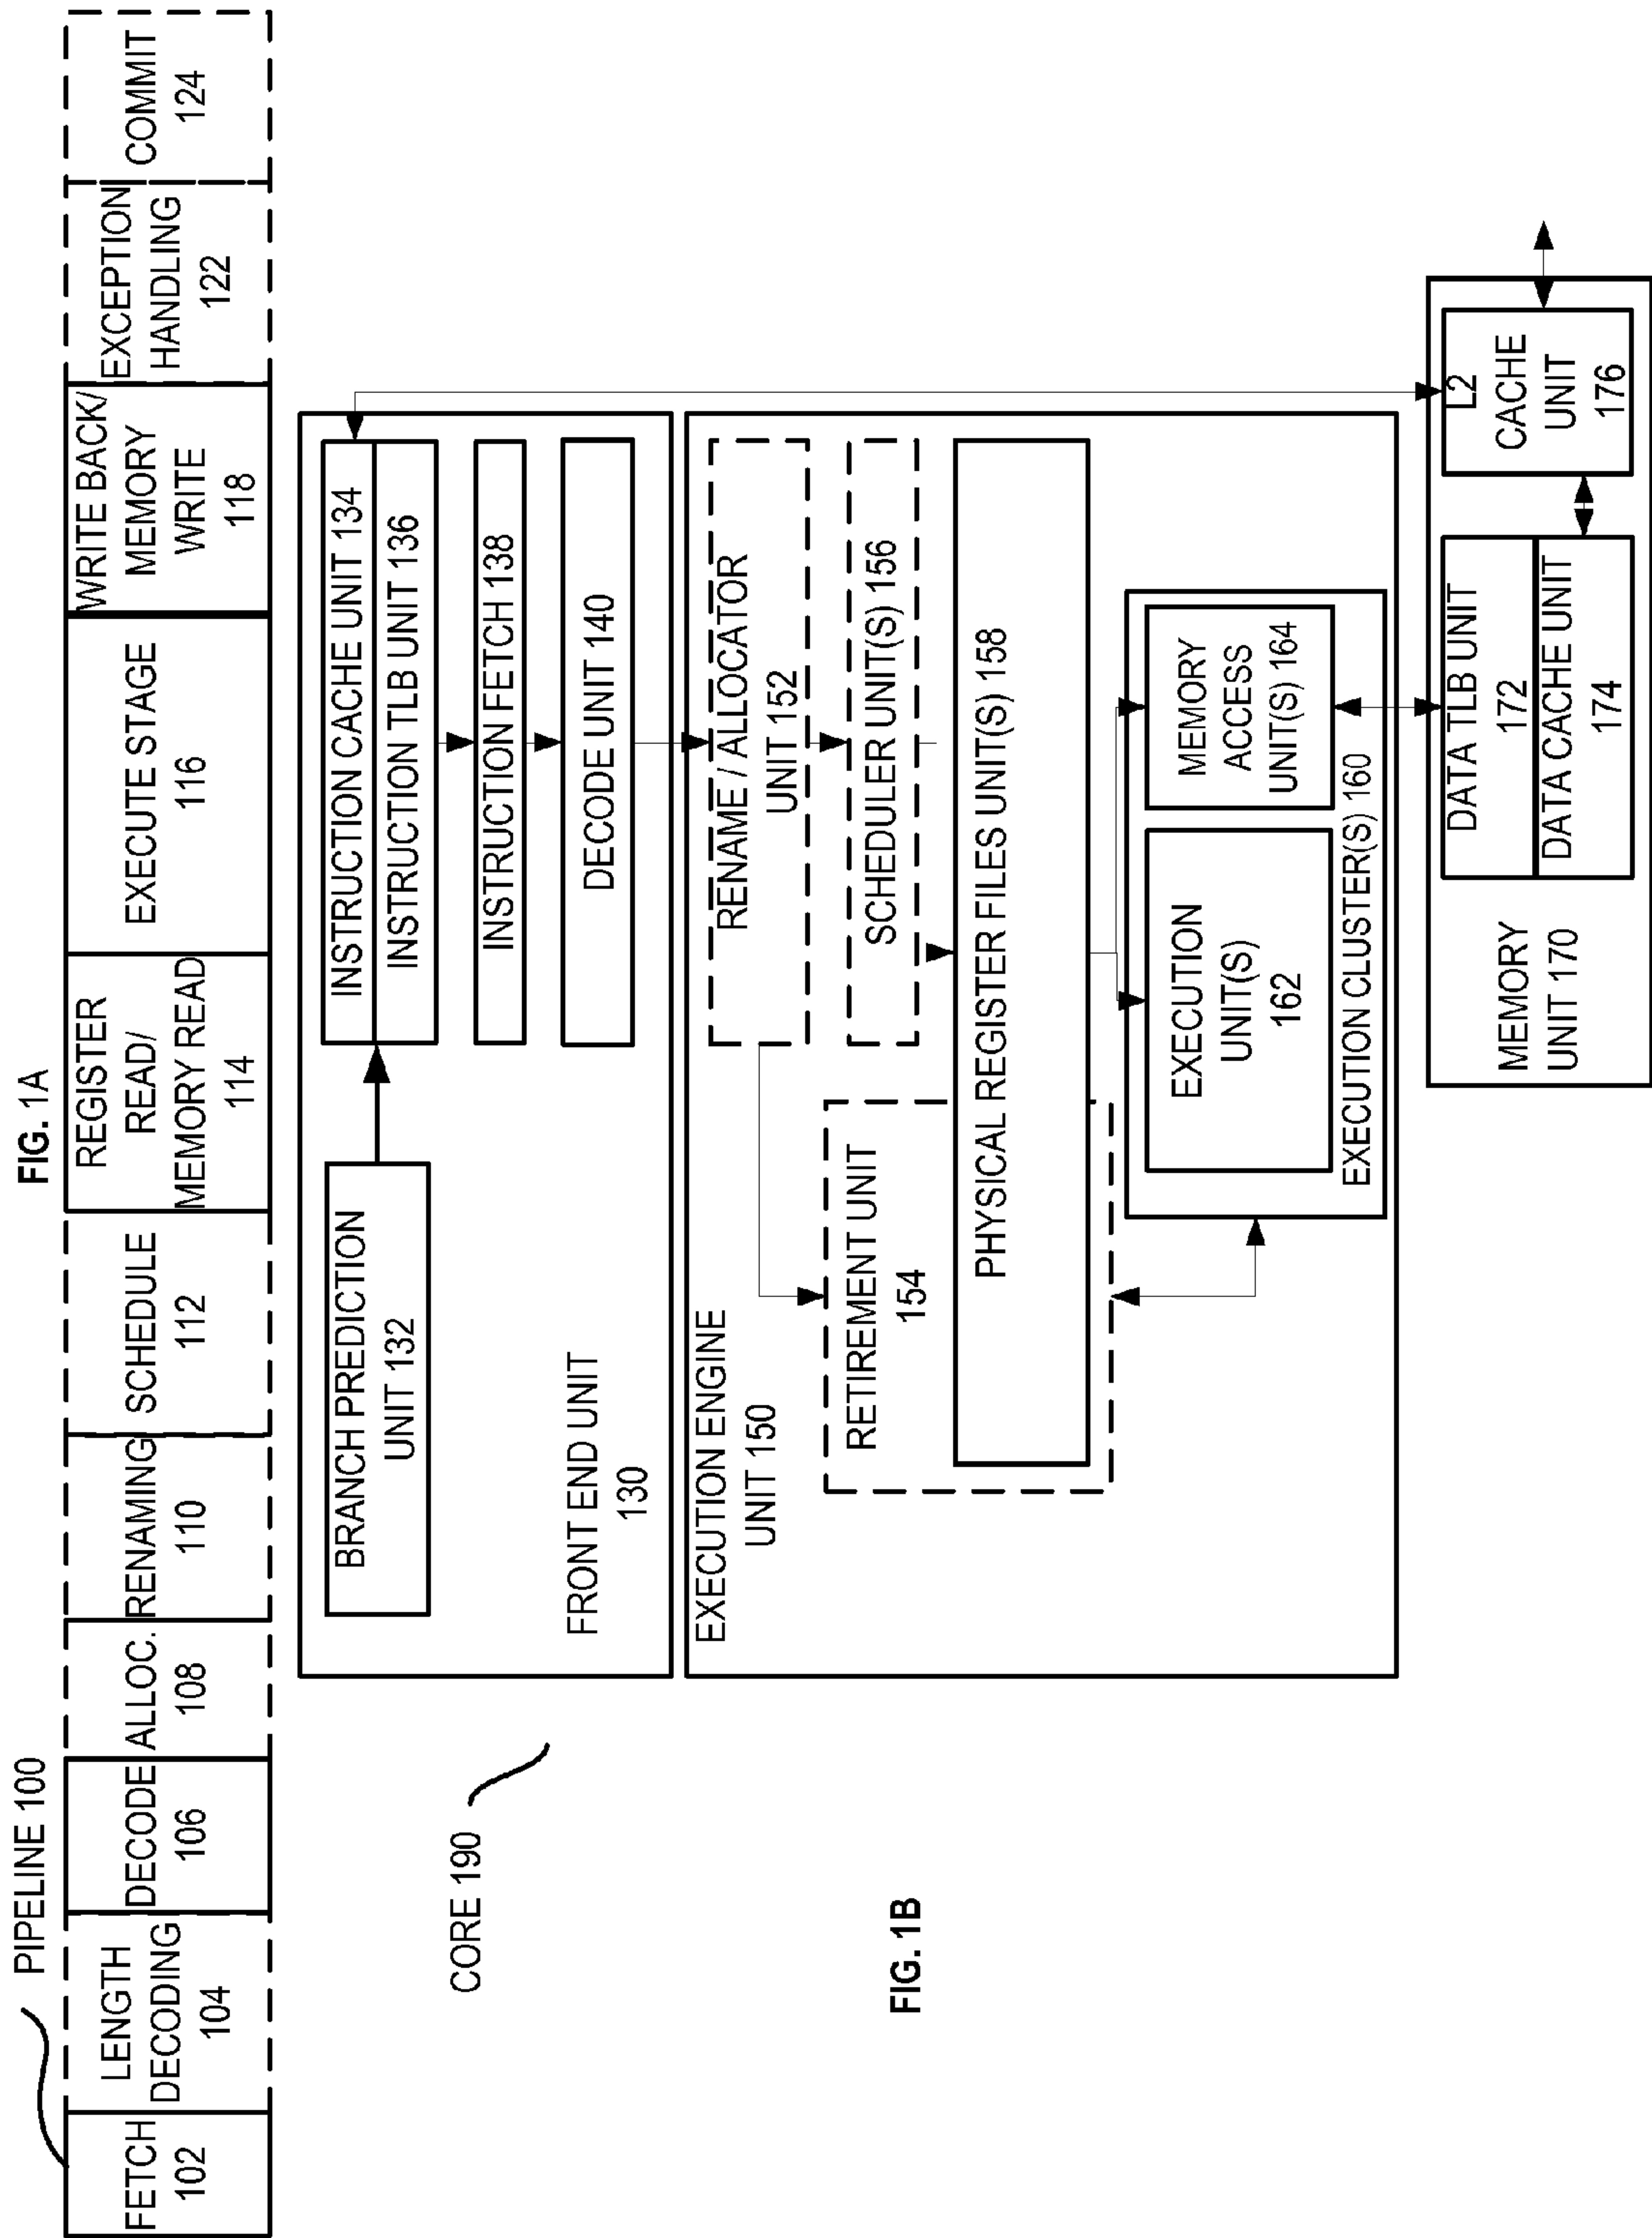 FIG. 1A
PIPELINE 100
FETCH
102
LENGTH
DECODING
104
DECODE
106
ALLOC.
108
RENAMING
110
SCHEDULE
112
REGISTER
READ/
MEMORY READ
114
EXECUTE STAGE
116
WRITE BACK/
MEMORY
WRITE
118
EXCEPTION
HANDLING
122
COMMIT
124
CORE 190
BRANCH PREDICTION
UNIT 132
INSTRUCTION CACHE UNIT 134
INSTRUCTION TLB UNIT 136
INSTRUCTION FETCH 138
DECODE UNIT 140
FRONT END UNIT
130
EXECUTION ENGINE
UNIT 150
RENAME / ALLOCATOR
UNIT 152
SCHEDULER UNIT(S) 156
RETIREMENT UNIT
154
PHYSICAL REGISTER FILES UNIT(S) 158
EXECUTION
UNIT(S)
162
MEMORY
ACCESS
UNIT(S) 164
EXECUTION CLUSTER(S) 160
MEMORY
UNIT 170
DATA TLB UNIT
172
DATA CACHE UNIT
174
L2
CACHE
UNIT
176
FIG. 1B